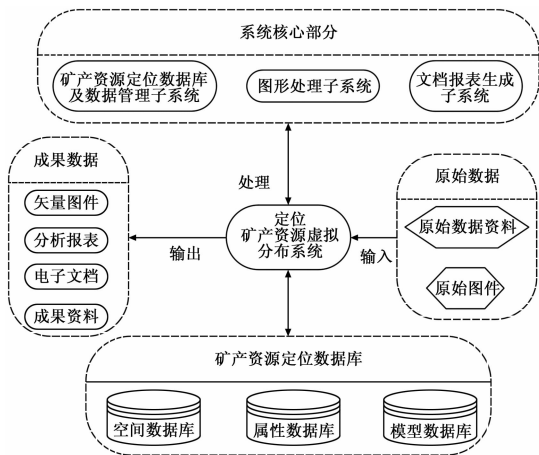 系统核心部分
矿产资源定位数据库
及数据管理子系统
图形处理子系统
文档报表生成
子系统
处理
成果数据
矢量图件
分析报表
电子文档
成果资料
输出
定位
矿产资源虚拟
分布系统
输入
原始数据
原始数据资料
原始图件
矿产资源定位数据库
空间数据库
属性数据库
模型数据库